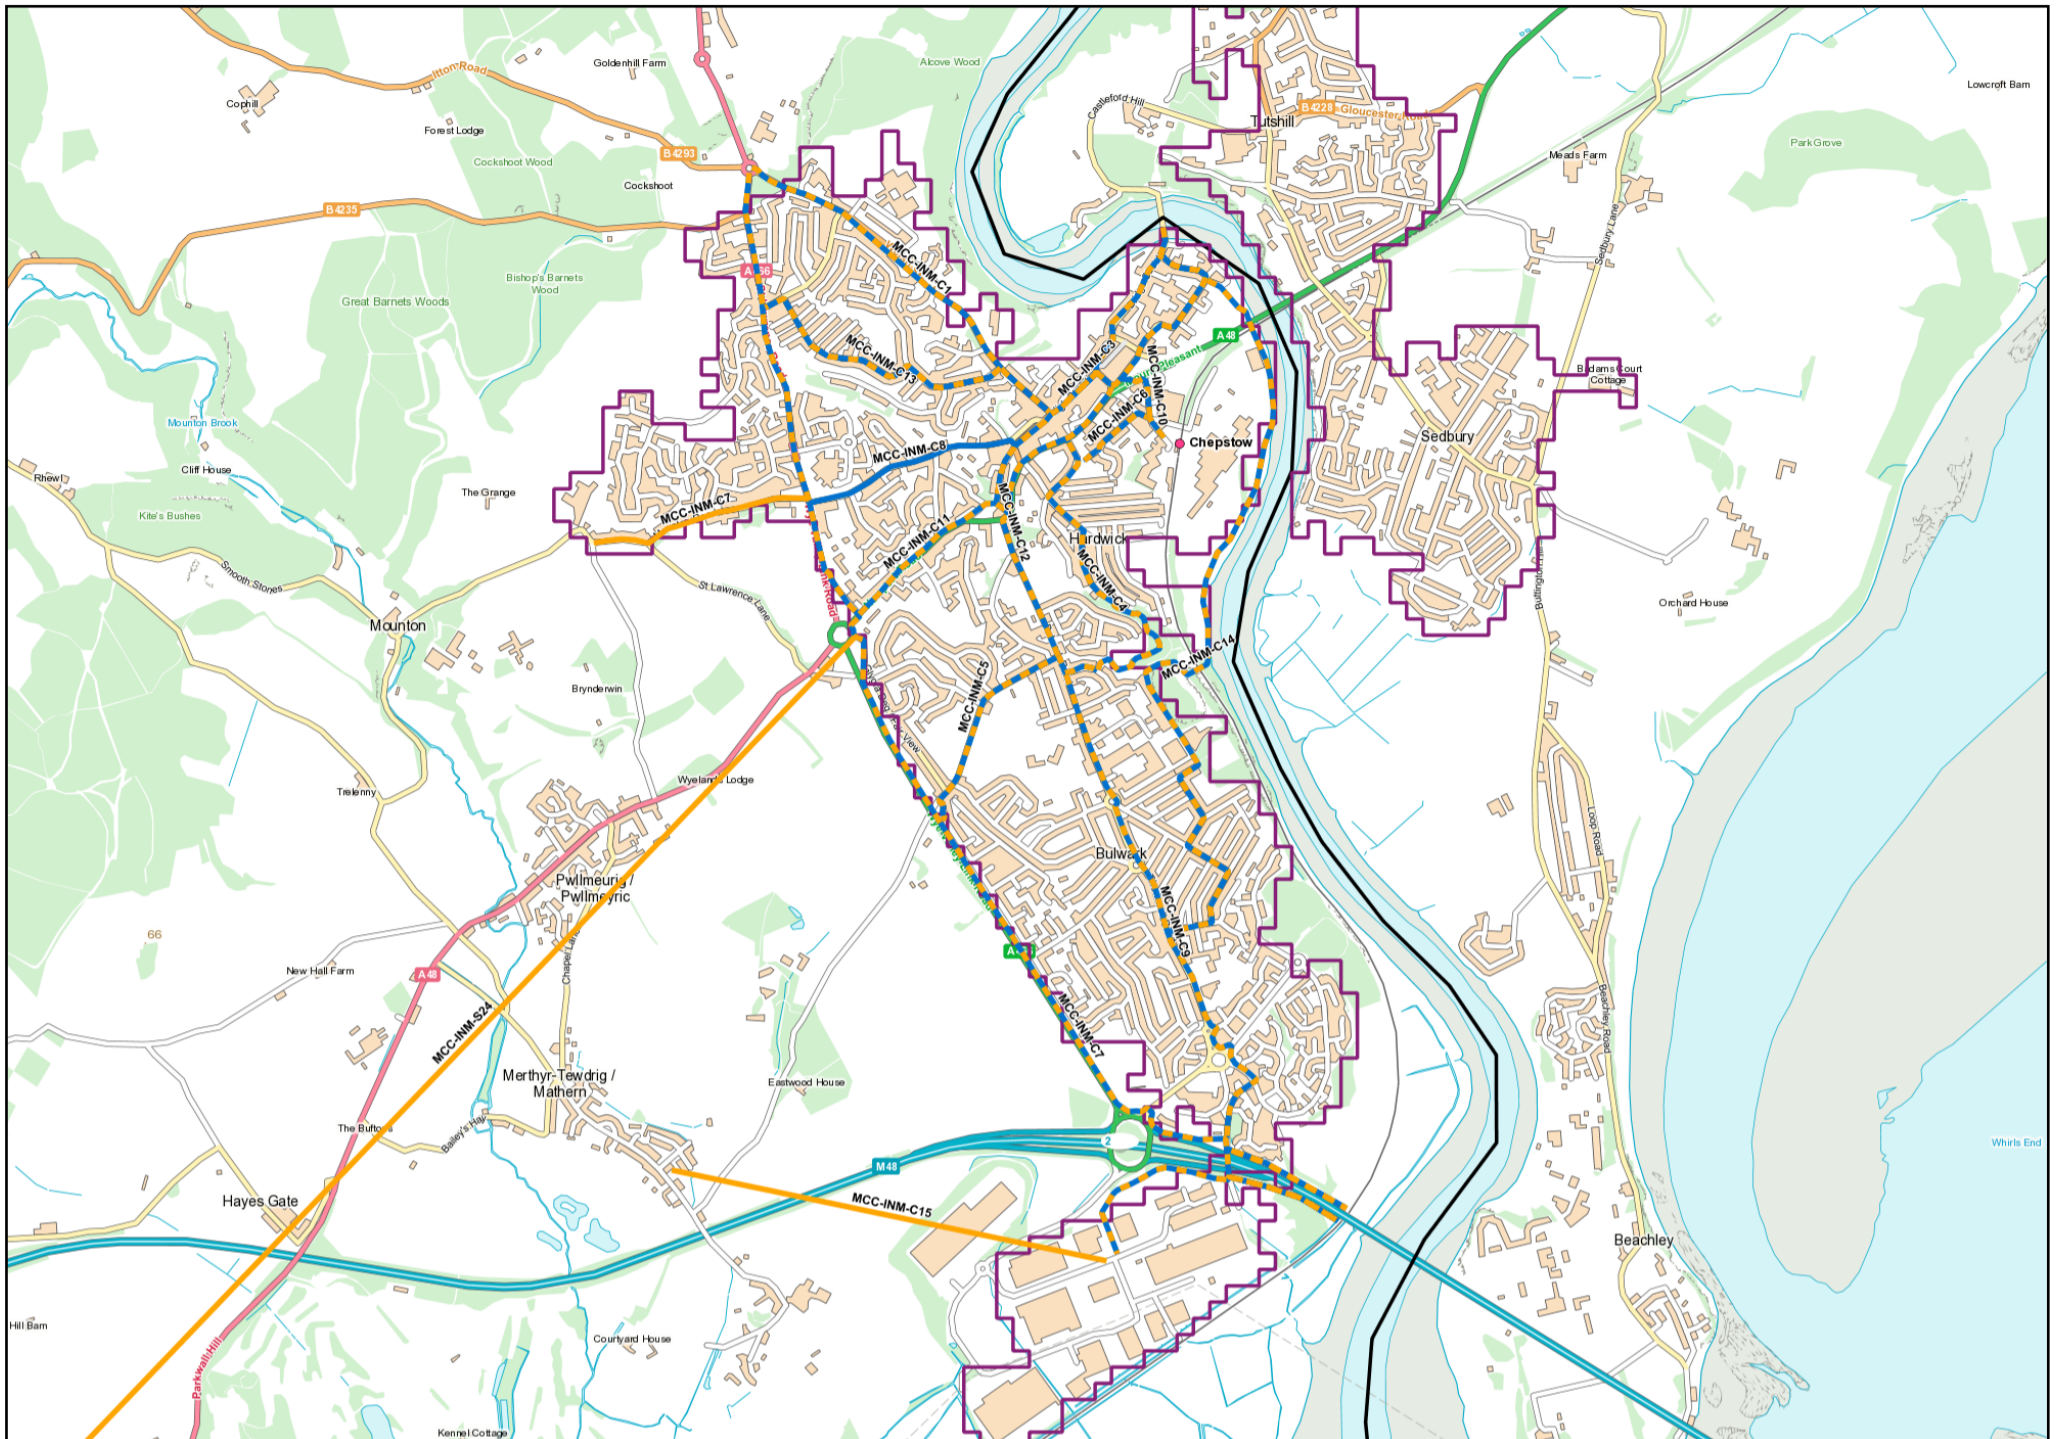 Goldenhill Farm
Alcove Wood
Itton Road
Lowcroft Barn
Cophill
Castleford Hill
B4228
Gloucester Road
Tutshill
Forest Lodge
Park Grove
B4293
Meads Farm
Cockshoot Wood
Cockshoot
B4235
Sedbury Lane
MCC-INM-C1
Bishop's Barnets
Wood
Great Barnets Woods
A48
MCC-INM-C3
MCC-INM-C13
MCC-INM-C10
Badams Court
Cottage
MCC-INM-C6
Mounton Brook
Chepstow
Sedbury
MCC-INM-C8
Cliff House
Rhewl
The Grange
MCC-INM-C7
Kite's Bushes
MCC-INM-C12
MCC-INM-C11
Hardwick
Smooth Stones
St Lawrence Lane
MCC-INM-C4
Buttington Hill
Orchard House
Mounton
MCC-INM-C14
Brynderwin
MCC-INM-C5
Wyelands Lodge
Trelenny
Loop Road
Bulwark
Pwllmeurig /
Pwllmeyric
MCC-INM-C9
66
Chapel Lane
New Hall Farm
A48
Beachley Road
MCC-INM-C7
MCC-INM-S24
Merthyr-Tewdrig /
Mathern
Eastwood House
The Buftons
Bailey's Hay
2
Whirls End
M48
Hayes Gate
MCC-INM-C15
Beachley
Hill Barn
Courtyard House
Parkwall Hill
Kennel Cottage